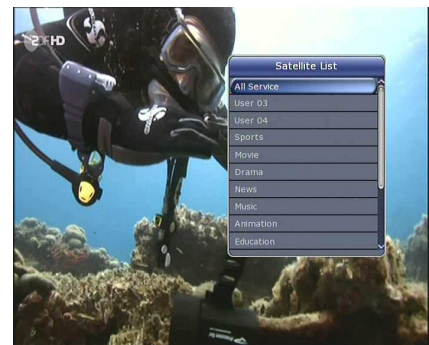 ZDF HD
Satellite List
All Service
User 03
User 04
Sports
Movie
Drama
News
Music
Animation
Education